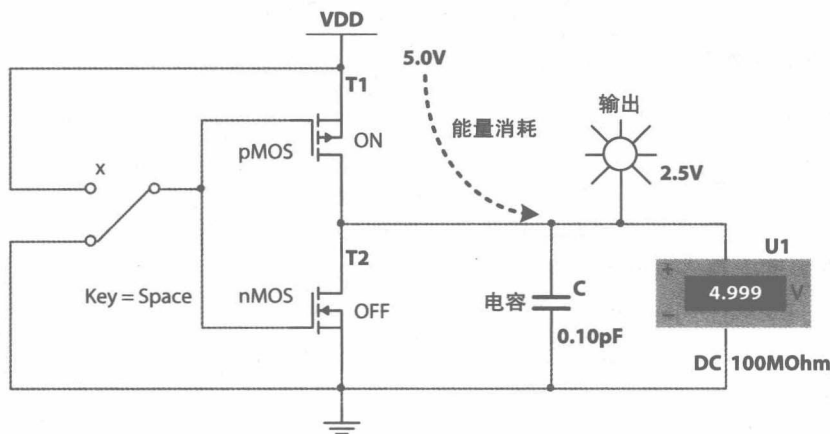 VDD
5.0V
T1
输出
能量消耗
pMOS
ON
x
2.5V
T2
U1
Key = Space
nMOS
OFF
电容
C
+
4.999
V
−
0.10pF
DC 100MOhm